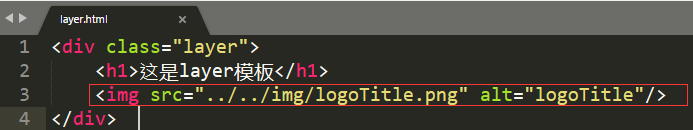 layer.html
1 <div class="layer">
2 <h1>这是layer模板</h1>
3 <img src="../../img/logoTitle.png" alt="logoTitle"/>
4 </div>